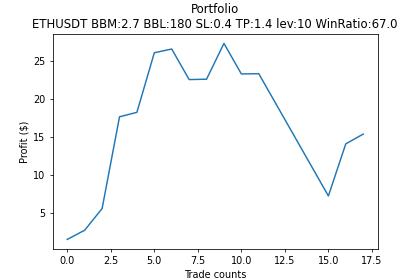 Portfolio
ETHUSDT BBM:2.7 BBL:180 SL:0.4 TP:1.4 lev:10 WinRatio:67.0
25
20
15
10
5
Profit ($)
0.0 2.5 5.0 7.5 10.0 12.5 15.0 17.5
Trade counts